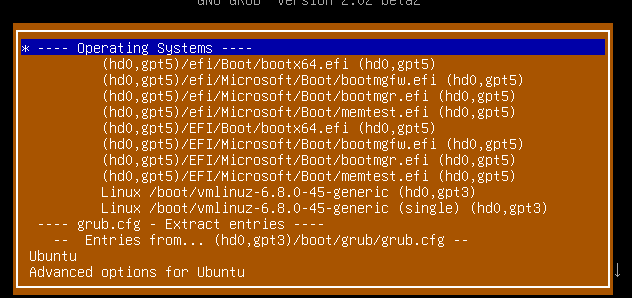 GNU GRUB  version 2.02~beta2
* ---- Operating Systems ----
(hd0,gpt5)/efi/Boot/bootx64.efi (hd0,gpt5)
(hd0,gpt5)/efi/Microsoft/Boot/bootmgfw.efi (hd0,gpt5)
(hd0,gpt5)/efi/Microsoft/Boot/bootmgr.efi (hd0,gpt5)
(hd0,gpt5)/efi/Microsoft/Boot/memtest.efi (hd0,gpt5)
(hd0,gpt5)/EFI/Boot/bootx64.efi (hd0,gpt5)
(hd0,gpt5)/EFI/Microsoft/Boot/bootmgfw.efi (hd0,gpt5)
(hd0,gpt5)/EFI/Microsoft/Boot/bootmgr.efi (hd0,gpt5)
(hd0,gpt5)/EFI/Microsoft/Boot/memtest.efi (hd0,gpt5)
Linux /boot/vmlinuz-6.8.0-45-generic (hd0,gpt3)
Linux /boot/vmlinuz-6.8.0-45-generic (single) (hd0,gpt3)
---- grub.cfg - Extract entries ----
--  Entries from... (hd0,gpt3)/boot/grub/grub.cfg --
Ubuntu
Advanced options for Ubuntu
↓